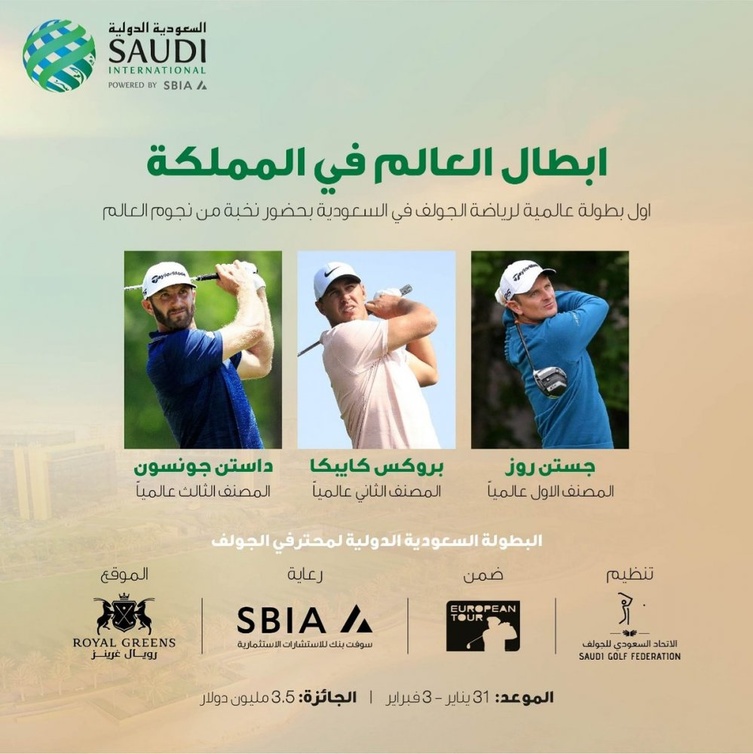 السعودية الدولية
SAUDI
INTERNATIONAL
POWERED BY SBIA
ابطال العالم في المملكة
اول بطولة عالمية لرياضة الجولف في السعودية بحضور نخبة من نجوم العالم
جستن روز
المصنف الاول عالمياً
بروكس كايبكا
المصنف الثاني عالمياً
داستن جونسون
المصنف الثالث عالمياً
البطولة السعودية الدولية لمحترفي الجولف
تنظيم
الاتحاد السعودي للجولف
SAUDI GOLF FEDERATION
ضمن
EUROPEAN
TOUR
رعاية
SBIA
سوفت بنك للاستشارات الاستثمارية
الموقع
ROYAL GREENS
رويـال غرينـز
الموعد: 31 يناير - 3 فبراير | الجائزة: 3.5 مليون دولار